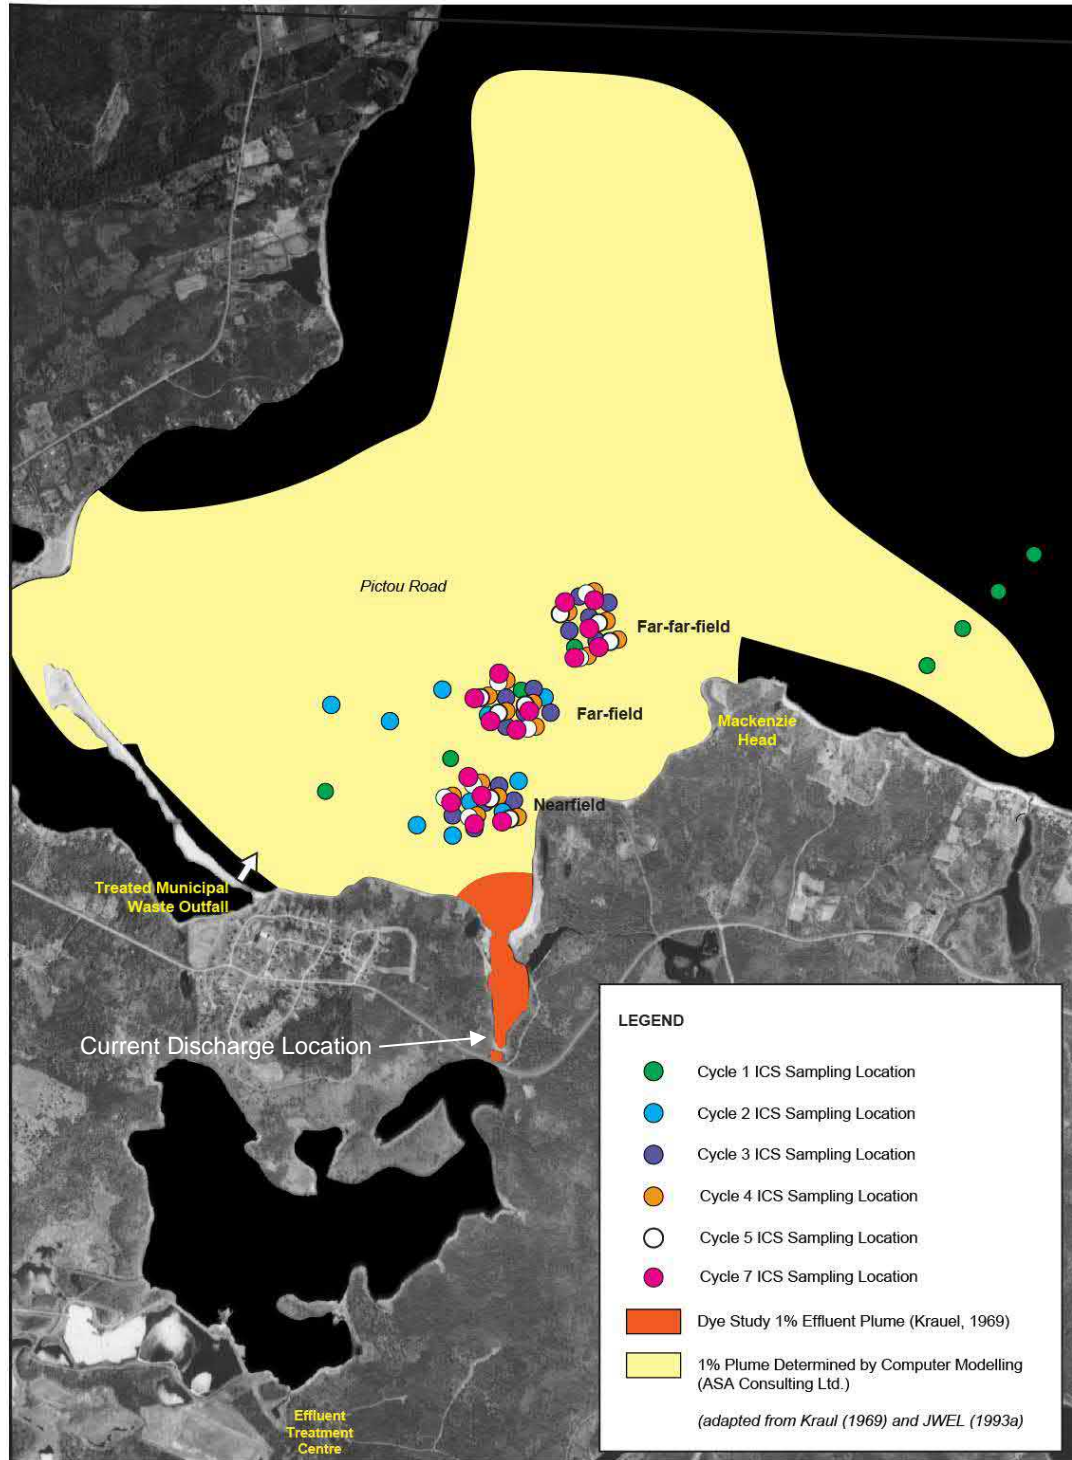 Pictou Road
Far-far-field
Far-field
Mackenzie
Head
Nearfield
Treated Municipal
Waste Outfall
Current Discharge Location
LEGEND
Cycle 1 ICS Sampling Location
Cycle 2 ICS Sampling Location
Cycle 3 ICS Sampling Location
Cycle 4 ICS Sampling Location
Cycle 5 ICS Sampling Location
Cycle 7 ICS Sampling Location
Dye Study 1% Effluent Plume (Krauel, 1969)
1% Plume Determined by Computer Modelling
(ASA Consulting Ltd.)
(adapted from Kraul (1969) and JWEL (1993a)
Effluent
Treatment
Centre